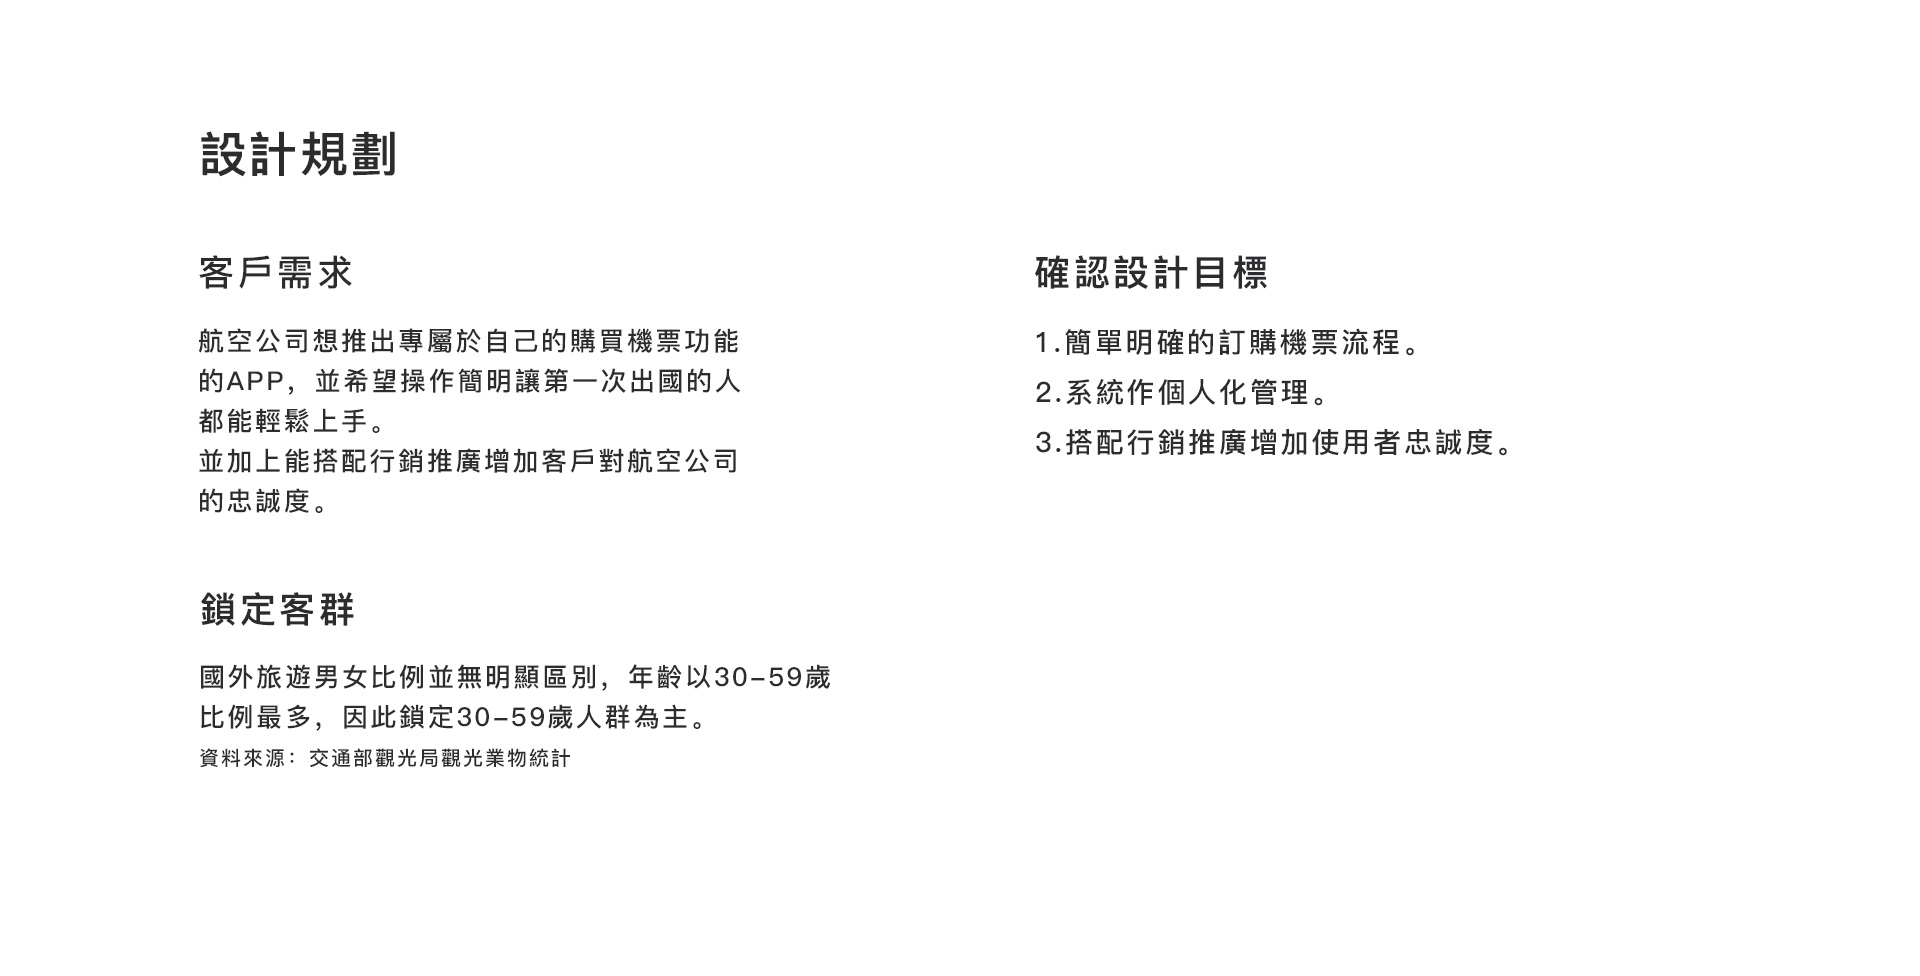 設計規劃
客戶需求
航空公司想推出專屬於自己的購買機票功能
的APP，並希望操作簡明讓第一次出國的人
都能輕鬆上手。
並加上能搭配行銷推廣增加客戶對航空公司
的忠誠度。
鎖定客群
國外旅遊男女比例並無明顯區別，年齡以30–59歲
比例最多，因此鎖定30–59歲人群為主。
資料來源：交通部觀光局觀光業物統計
確認設計目標
1.簡單明確的訂購機票流程。
2.系統作個人化管理。
3.搭配行銷推廣增加使用者忠誠度。